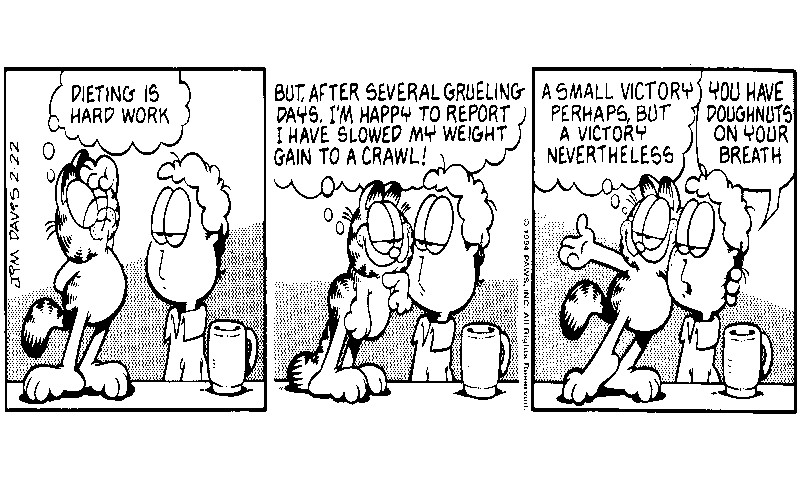 DIETING IS
HARD WORK
JIM DAVIS 2.22
BUT, AFTER SEVERAL GRUELING
DAYS, I'M HAPPY TO REPORT
I HAVE SLOWED MY WEIGHT
GAIN TO A CRAWL!
© 1994 PAWS, INC. All Rights Reserved.
A SMALL VICTORY
PERHAPS, BUT
A VICTORY
NEVERTHELESS
YOU HAVE
DOUGHNUTS
ON YOUR
BREATH